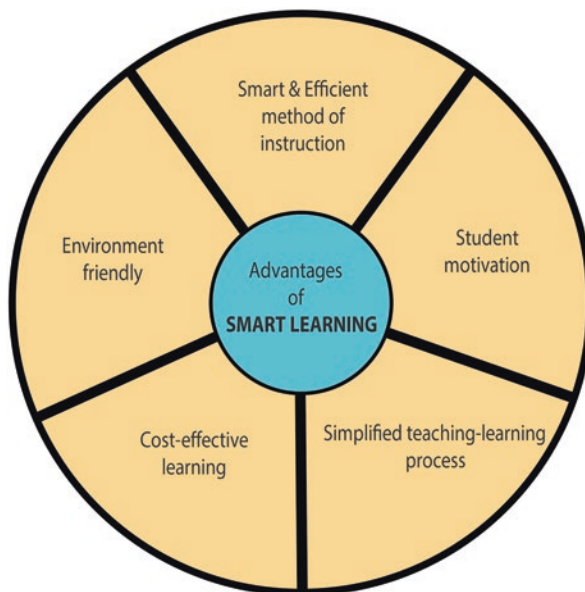 Smart & Efficient
method of
instruction
Student
motivation
Simplified teaching-learning
process
Cost-effective
learning
Environment
friendly
Advantages
of
SMART LEARNING